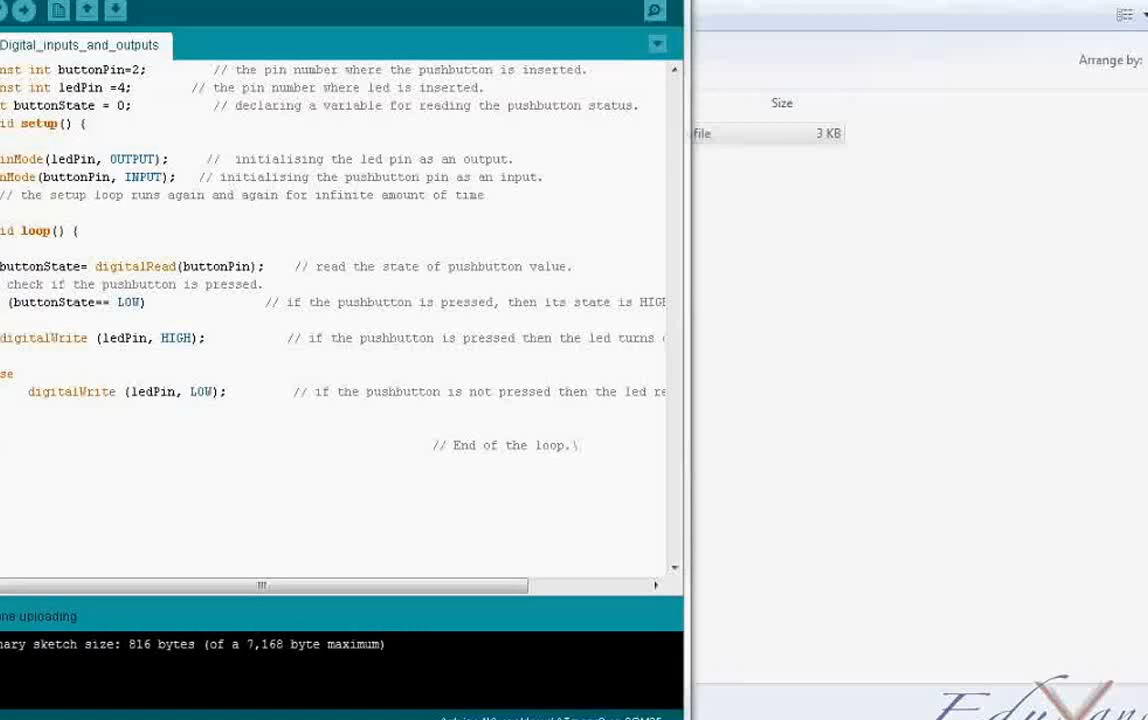 Digital_inputs_and_outputs
Arrange by:
nst int buttonPin=2; // the pin number where the pushbutton is inserted.
nst int ledPin =4; // the pin number where led is inserted.
t buttonState = 0; // declaring a variable for reading the pushbutton status.
id setup() {
inMode(ledPin, OUTPUT); // initialising the led pin as an output.
nMode(buttonPin, INPUT); // initialising the pushbutton pin as an input.
// the setup loop runs again and again for infinite amount of time
id loop() {
buttonState= digitalRead(buttonPin); // read the state of pushbutton value.
check if the pushbutton is pressed.
(buttonState== LOW) // if the pushbutton is pressed, then its state is HIGH
digitalWrite (ledPin, HIGH); // if the pushbutton is pressed then the led turns
se
digitalWrite (ledPin, LOW); // if the pushbutton is not pressed then the led re
// End of the loop.\
Size
file 3 KB
ne uploading
nary sketch size: 816 bytes (of a 7,168 byte maximum)